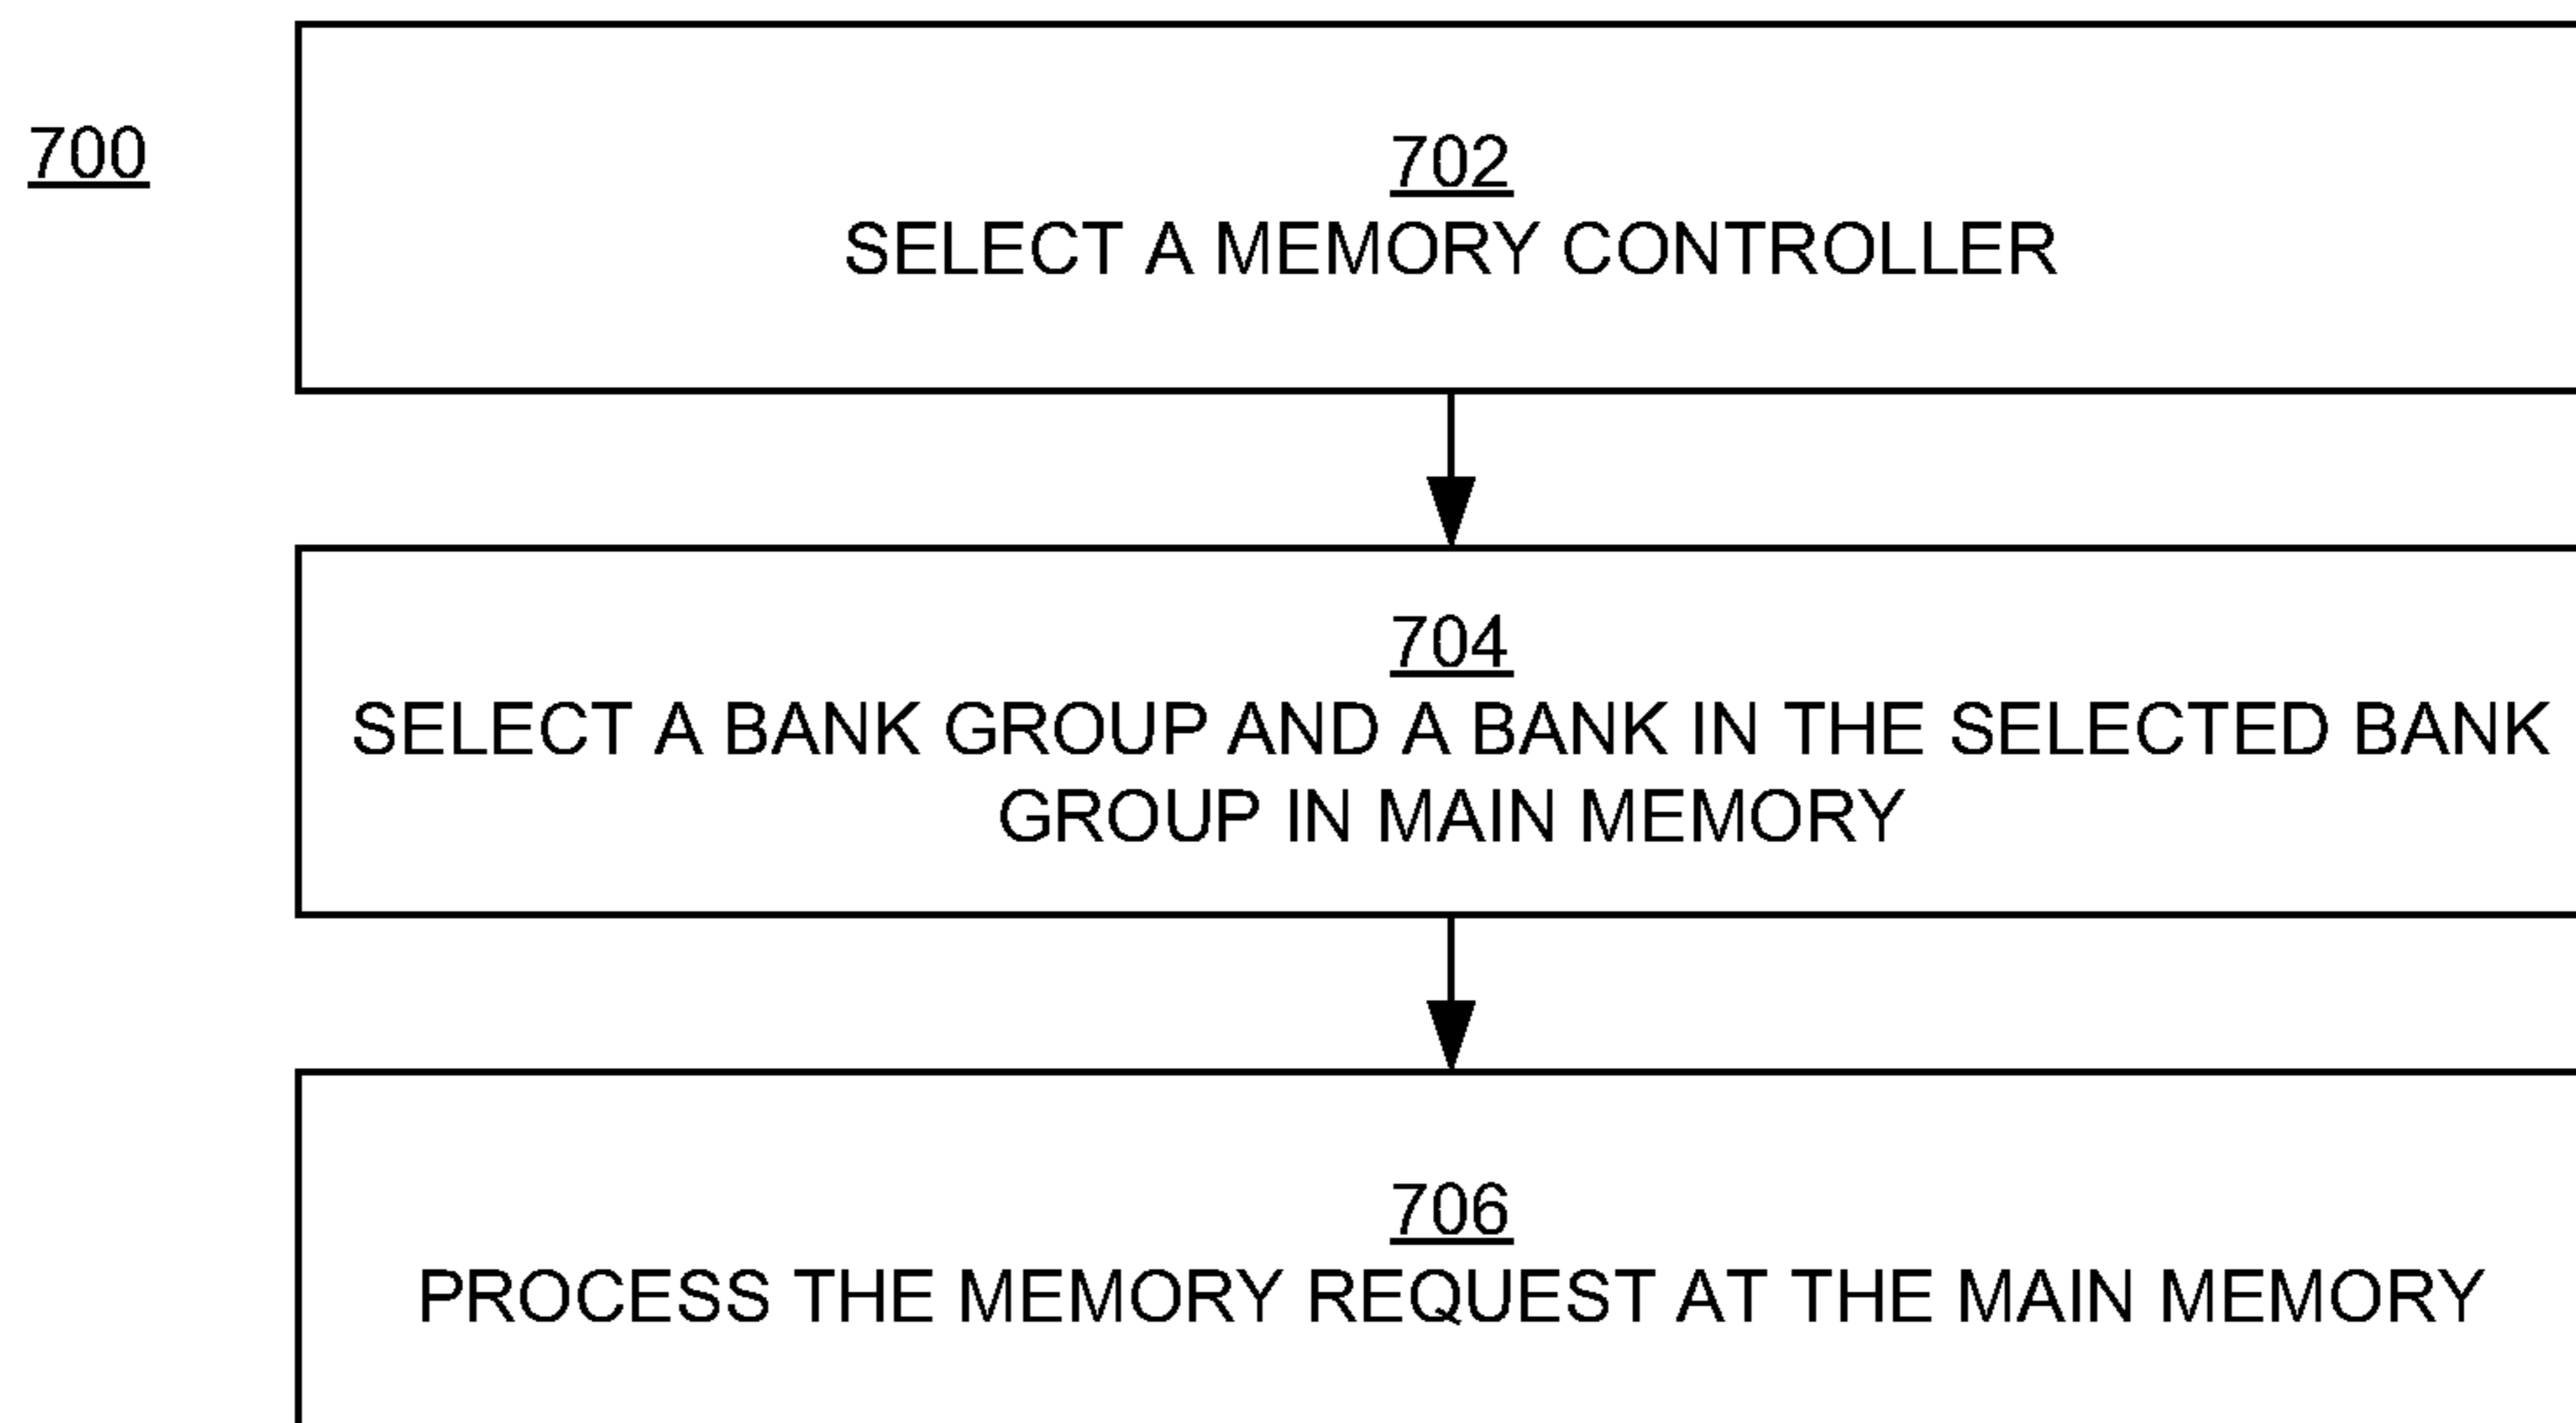 700
702
SELECT A MEMORY CONTROLLER
704
SELECT A BANK GROUP AND A BANK IN THE SELECTED BANK
GROUP IN MAIN MEMORY
706
PROCESS THE MEMORY REQUEST AT THE MAIN MEMORY